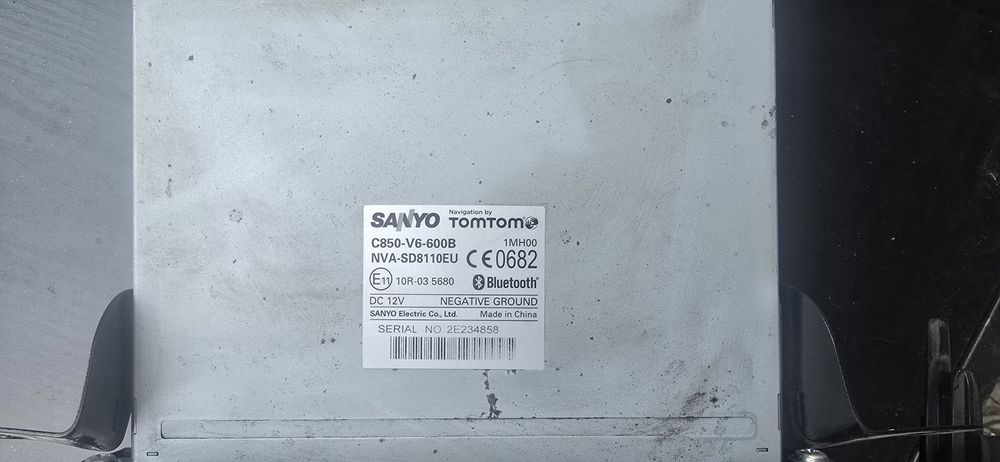 SANYO Navigation by TOMTOM
C850-V6-600B 1MH00
NVA-SD8110EU CE0682
E11 10R-03 5680 Bluetooth®
DC 12V NEGATIVE GROUND
SANYO Electric Co., Ltd. Made in China
SERIAL NO. 2E234858